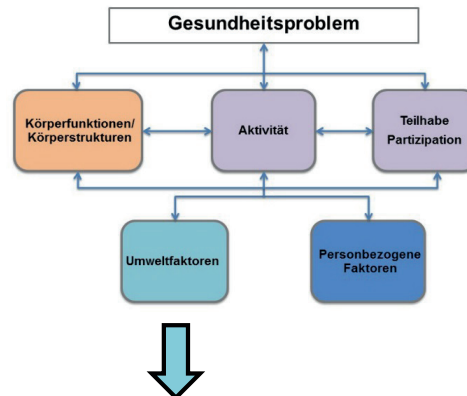 Gesundheitsproblem
Körperfunktionen/
Körperstrukturen
Aktivität
Teilhabe
Partizipation
Umweltfaktoren
Personbezogene
Faktoren